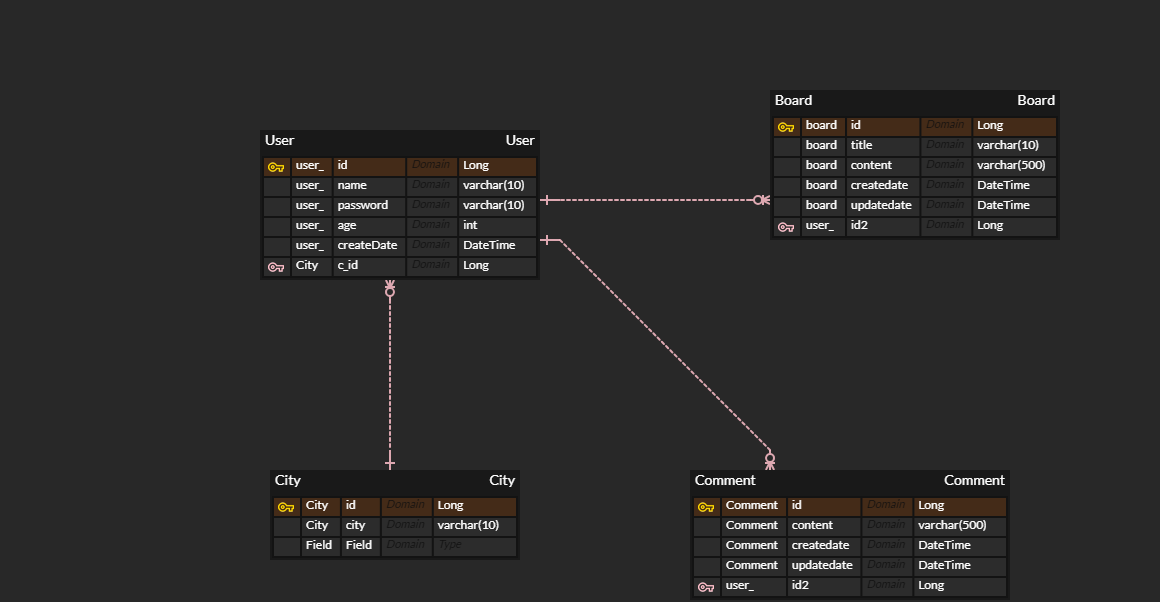 Board Board
board id Domain Long
board title Domain varchar(10)
board content Domain varchar(500)
board createdate Domain DateTime
board updatedate Domain DateTime
user_ id2 Domain Long
User User
user_ id Domain Long
user_ name Domain varchar(10)
user_ password Domain varchar(10)
user_ age Domain int
user_ createDate Domain DateTime
City c_id Domain Long
City City
City id Domain Long
City city Domain varchar(10)
Field Field Domain Type
Comment Comment
Comment id Domain Long
Comment content Domain varchar(500)
Comment createdate Domain DateTime
Comment updatedate Domain DateTime
user_ id2 Domain Long